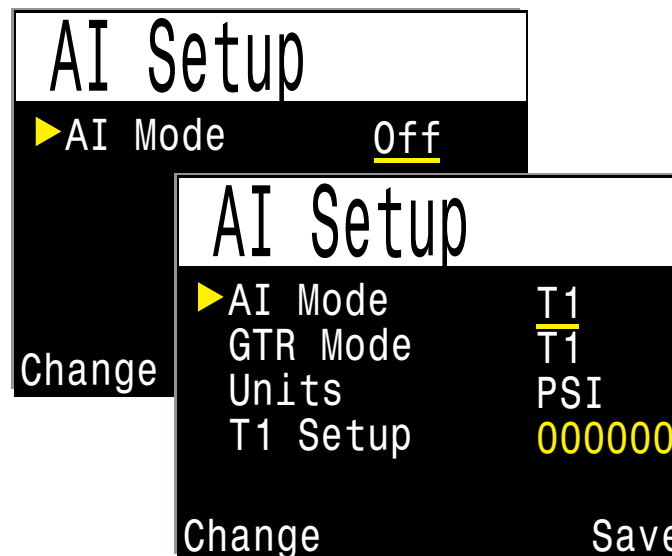 AI Setup
AI Mode Off
Change
AI Setup
AI Mode T1
GTR Mode T1
Units PSI
T1 Setup 000000
Change Save